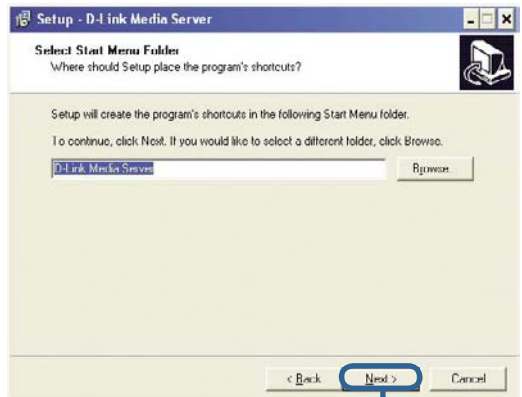 Setup - D-Link Media Server
Select Start Menu Folder
Where should Setup place the program's shortcuts?
Setup will create the program's shortcuts in the following Start Menu folder.
To continue, click Next. If you would like to select a different folder, click Browse.
D-Link Media Server
Browse...
< Back
Next >
Cancel